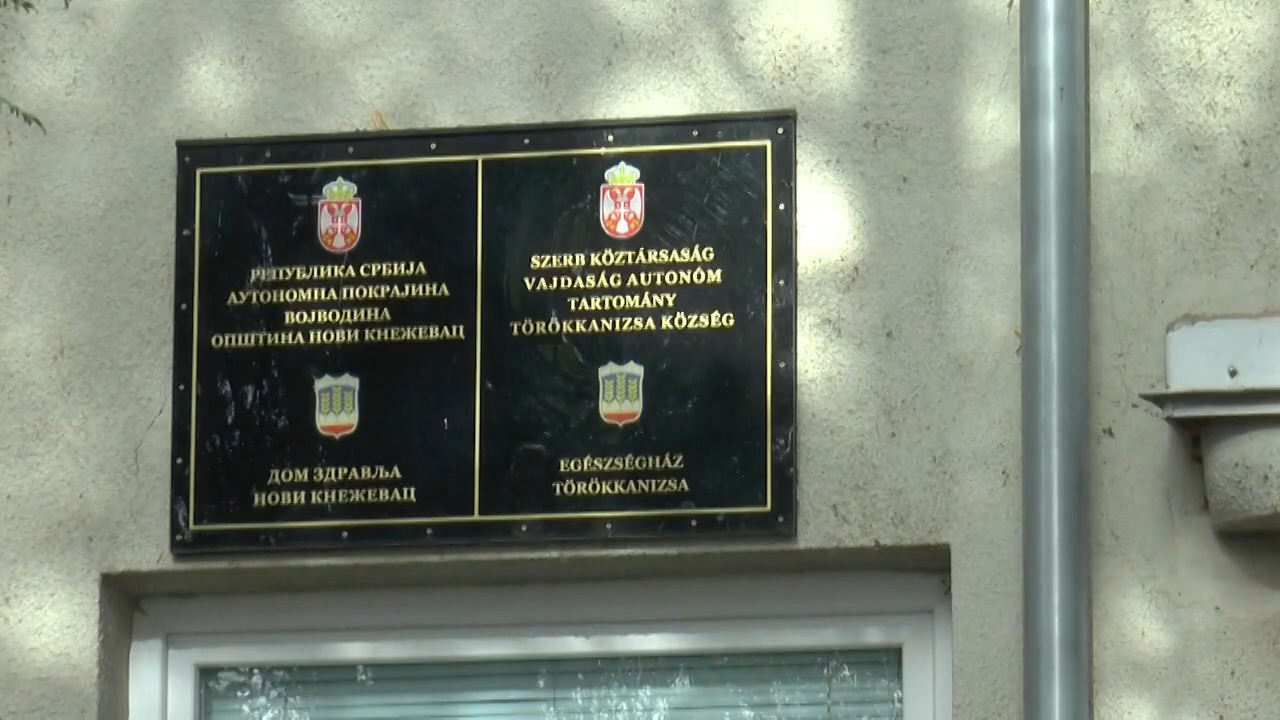 РЕПУБЛИКА СРБИЈА
АУТОНОМНА ПОКРАЈИНА
ВОЈВОДИНА
ОПШТИНА НОВИ КНЕЖЕВАЦ
ДОМ ЗДРАВЉА
НОВИ КНЕЖЕВАЦ
SZERB KÖZTÁRSASÁG
VAJDASÁG AUTONÓM
TARTOMÁNY
TÖRÖKKANIZSA KÖZSÉG
EGÉSZSÉGHÁZ
TÖRÖKKANIZSA